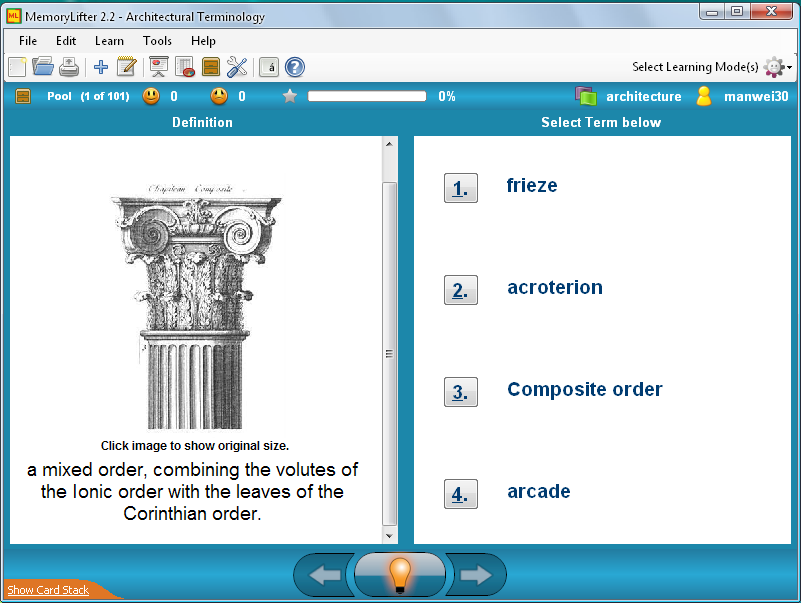 MemoryLifter 2.2 - Architectural Terminology
File Edit Learn Tools Help
á ? Select Learning Mode(s)
Pool (1 of 101) 0 0 0% architecture manwei30
Definition
Select Term below
Composite
Click image to show original size.
a mixed order, combining the volutes of
the Ionic order with the leaves of the
Corinthian order.
1. frieze
2. acroterion
3. Composite order
4. arcade
Show Card Stack